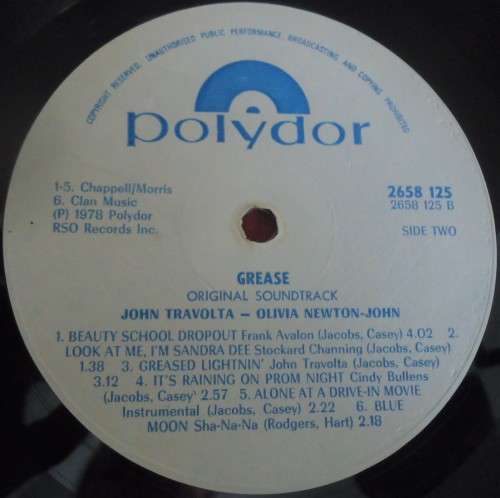 COPYRIGHT RESERVED, UNAUTHORISED PUBLIC PERFORMANCE, BROADCASTING AND COPYING PROHIBITED
polydor
1-5. Chappell/Morris
6. Clan Music
(P) 1978 Polydor
RSO Records Inc.
2658 125
2658 125 B
SIDE TWO
GREASE
ORIGINAL SOUNDTRACK
JOHN TRAVOLTA — OLIVIA NEWTON-JOHN
1. BEAUTY SCHOOL DROPOUT Frank Avalon (Jacobs, Casey) 4.02 2.
LOOK AT ME, I'M SANDRA DEE Stockard Channing (Jacobs, Casey)
1.38 3. GREASED LIGHTNIN' John Travolta (Jacobs, Casey)
3.12 4. IT'S RAINING ON PROM NIGHT Cindy Bullens
(Jacobs, Casey' 2.57 5. ALONE AT A DRIVE-IN MOVIE
Instrumental (Jacobs, Casey) 2.22 6. BLUE
MOON Sha-Na-Na (Rodgers, Hart) 2.18